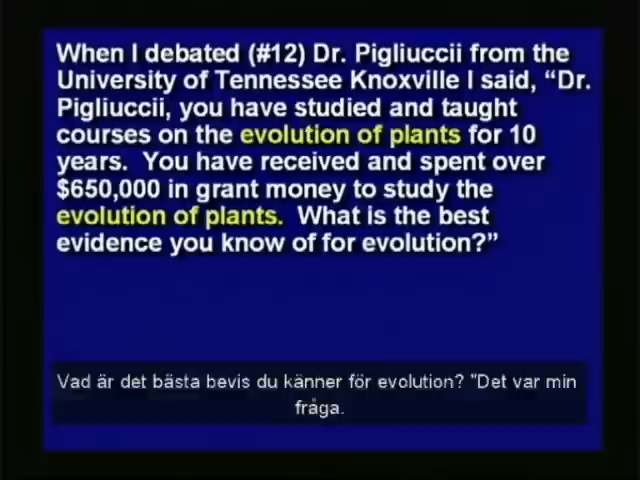 When I debated (#12) Dr. Pigliuccii from the
University of Tennessee Knoxville I said, “Dr.
Pigliuccii, you have studied and taught
courses on the evolution of plants for 10
years.  You have received and spent over
$650,000 in grant money to study the
evolution of plants.  What is the best
evidence you know of for evolution?”
Vad är det bästa bevis du känner för evolution? "Det var min
fråga.